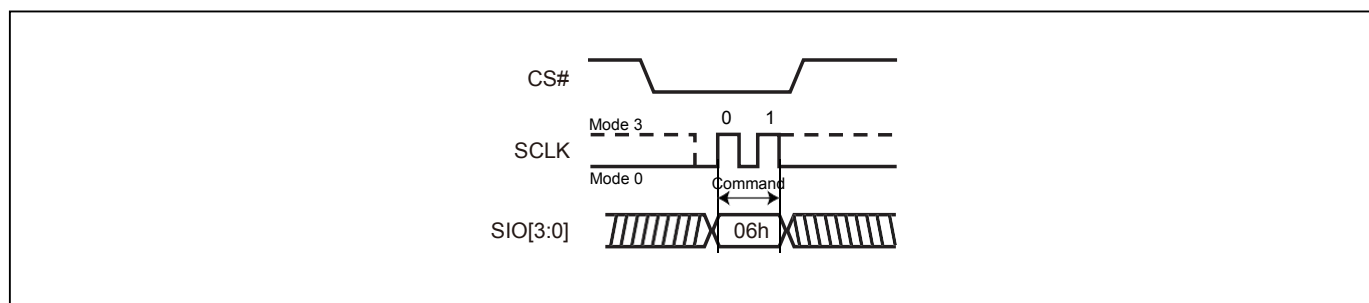 CS#
Mode 3
0 1
SCLK
Mode 0
Command
SIO[3:0]
06h